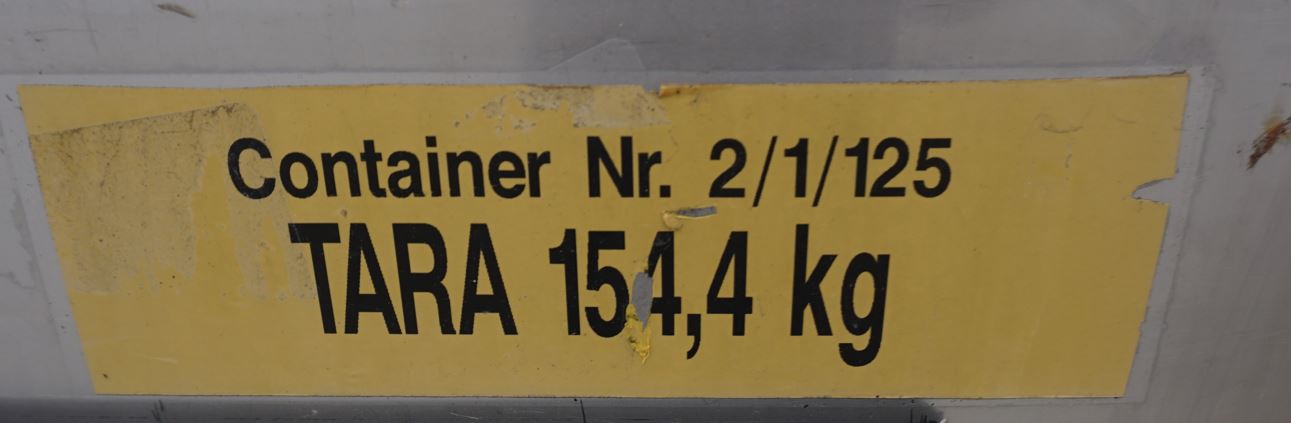 Container Nr. 2/1/125
TARA 154,4 kg